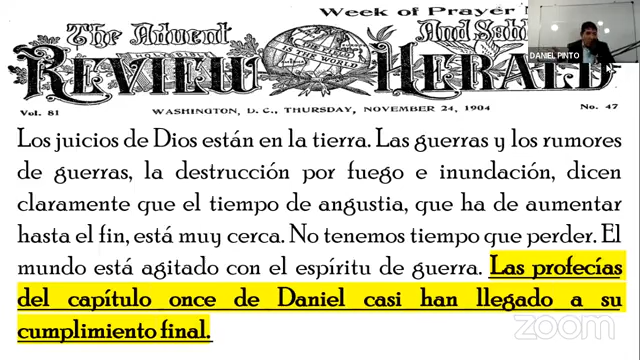 Week of Prayer
DANIEL PINTO
The Advent
HOLY BIBLE
And Sabb
REVIEW HERALD
THE FIELD IS THE WORLD
Vol. 81
WASHINGTON, D. C., THURSDAY, NOVEMBER 24, 1904
No. 47
Los juicios de Dios están en la tierra. Las guerras y los rumores
de guerras, la destrucción por fuego e inundación, dicen
claramente que el tiempo de angustia, que ha de aumentar
hasta el fin, está muy cerca. No tenemos tiempo que perder. El
mundo está agitado con el espíritu de guerra. Las profecías
del capítulo once de Daniel casi han llegado a su
cumplimiento final.
zoom